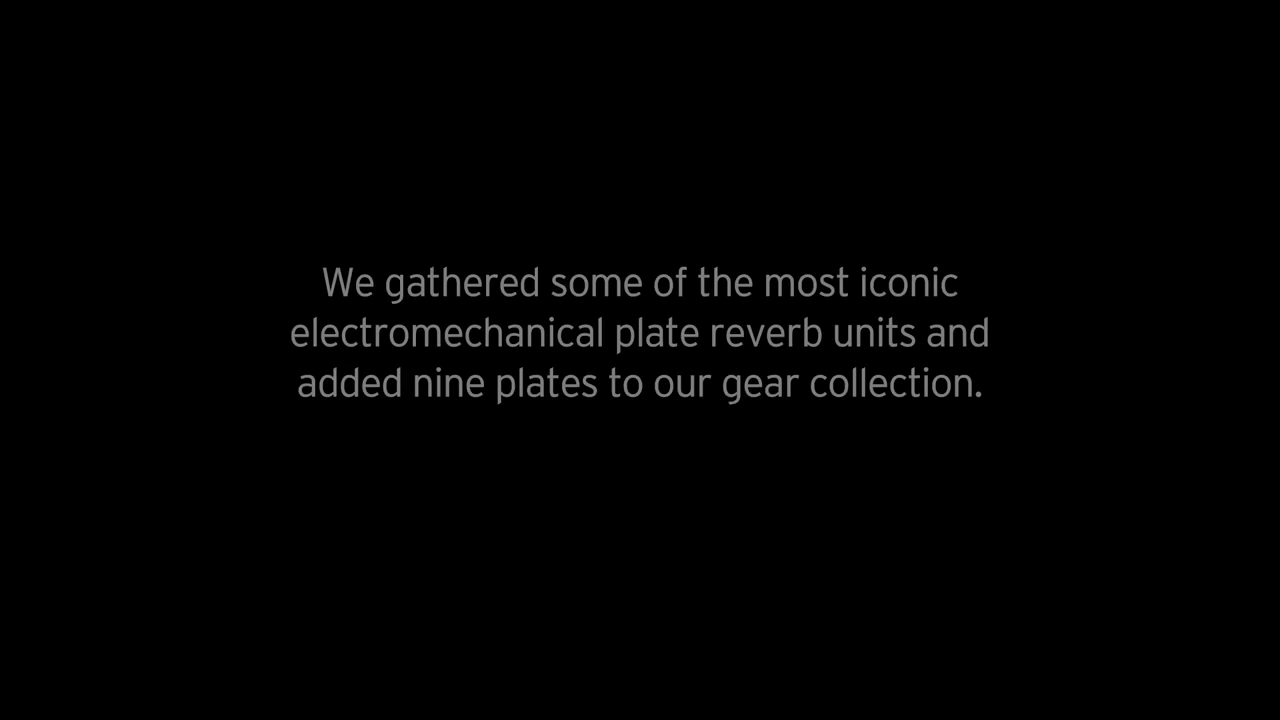 We gathered some of the most iconic
electromechanical plate reverb units and
added nine plates to our gear collection.